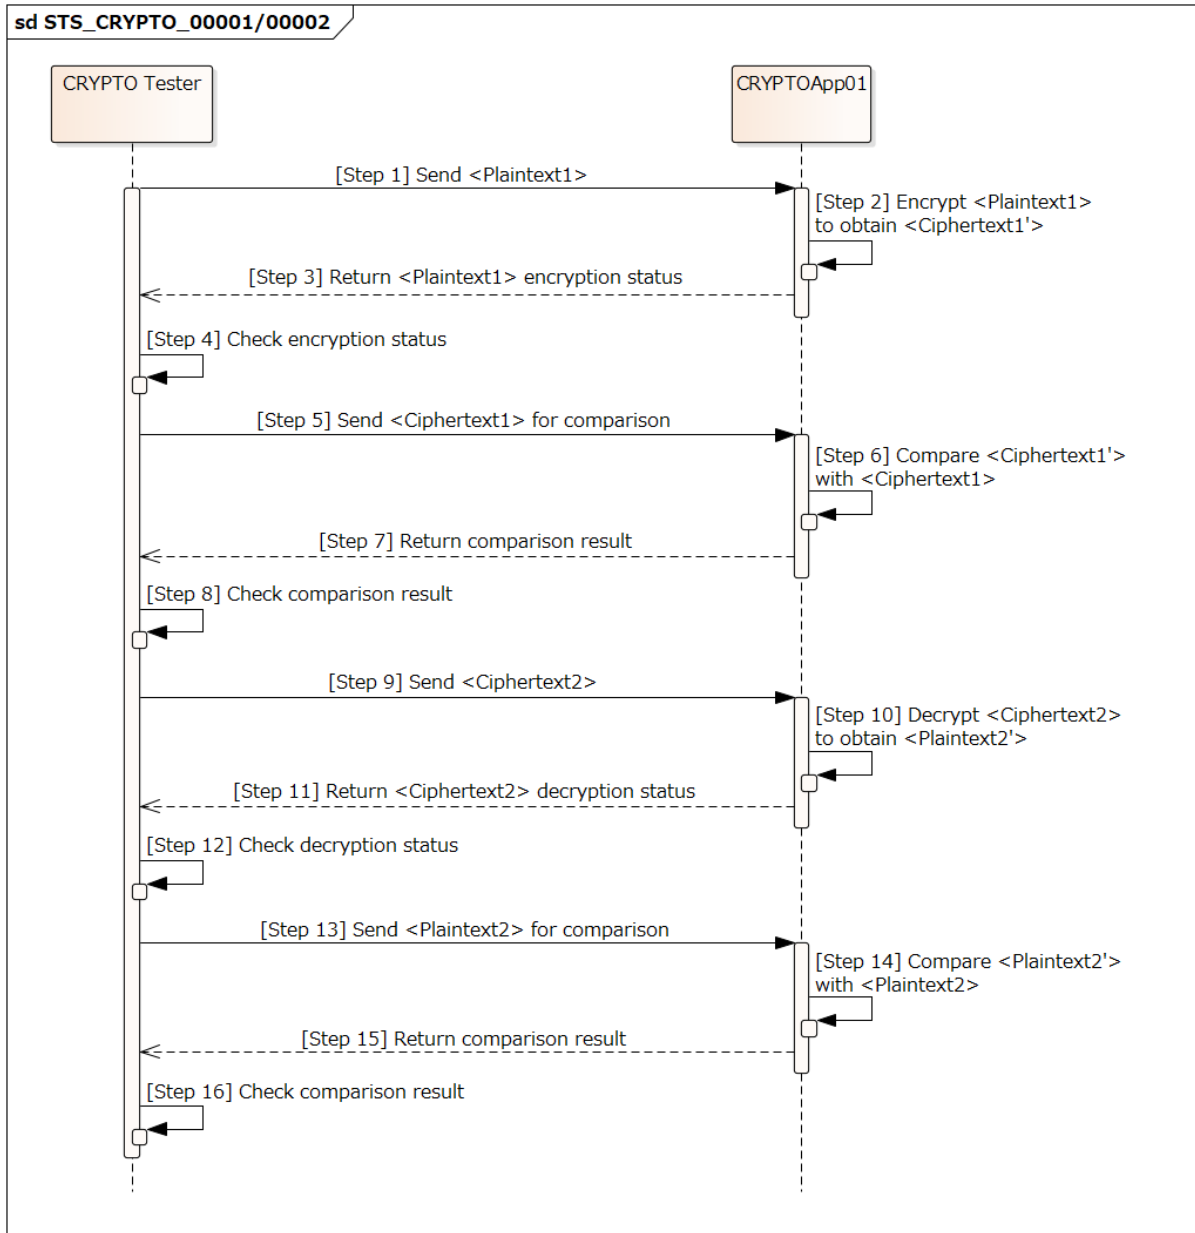 sd STS_CRYPTO_00001/00002
CRYPTO Tester
CRYPTOApp01
[Step 1] Send <Plaintext1>
[Step 2] Encrypt <Plaintext1>
to obtain <Ciphertext1'>
[Step 3] Return <Plaintext1> encryption status
[Step 4] Check encryption status
[Step 5] Send <Ciphertext1> for comparison
[Step 6] Compare <Ciphertext1'>
with <Ciphertext1>
[Step 7] Return comparison result
[Step 8] Check comparison result
[Step 9] Send <Ciphertext2>
[Step 10] Decrypt <Ciphertext2>
to obtain <Plaintext2'>
[Step 11] Return <Ciphertext2> decryption status
[Step 12] Check decryption status
[Step 13] Send <Plaintext2> for comparison
[Step 14] Compare <Plaintext2'>
with <Plaintext2>
[Step 15] Return comparison result
[Step 16] Check comparison result